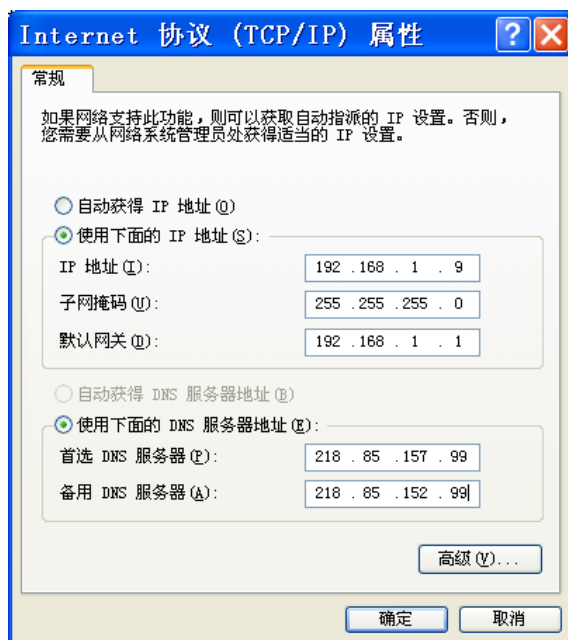 Internet 协议 (TCP/IP) 属性
常规
如果网络支持此功能，则可以获取自动指派的 IP 设置。否则，
您需要从网络系统管理员处获得适当的 IP 设置。
自动获得 IP 地址(O)
使用下面的 IP 地址(S):
IP 地址(I): 192 .168 . 1 . 9
子网掩码(U): 255 .255 .255 . 0
默认网关(D): 192 .168 . 1 . 1
自动获得 DNS 服务器地址(B)
使用下面的 DNS 服务器地址(E):
首选 DNS 服务器(P): 218 . 85 .157 . 99
备用 DNS 服务器(A): 218 . 85 .152 . 99
高级(V)...
确定 取消